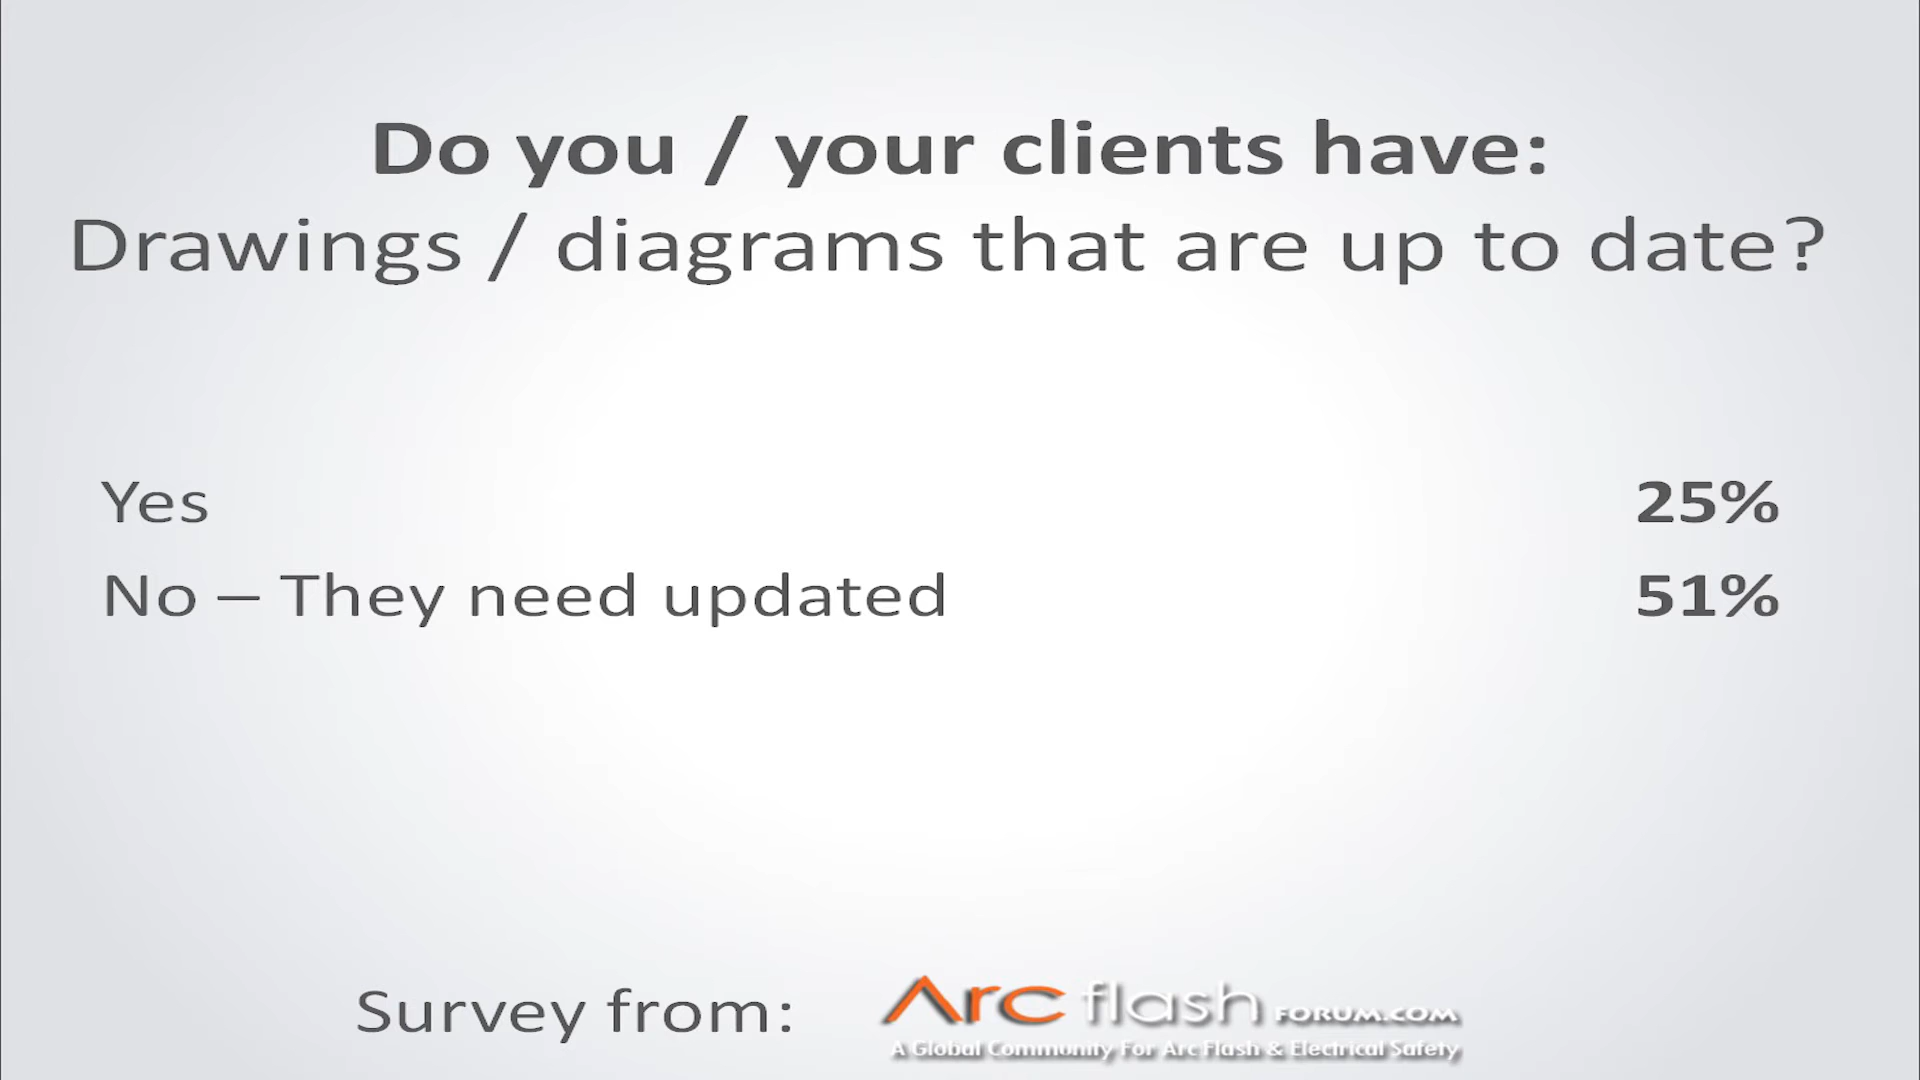 Do you / your clients have:
Drawings / diagrams that are up to date?
Yes 25%
No – They need updated 51%
Survey from: Arc flash FORUM.COM
A Global Community For Arc Flash & Electrical Safety